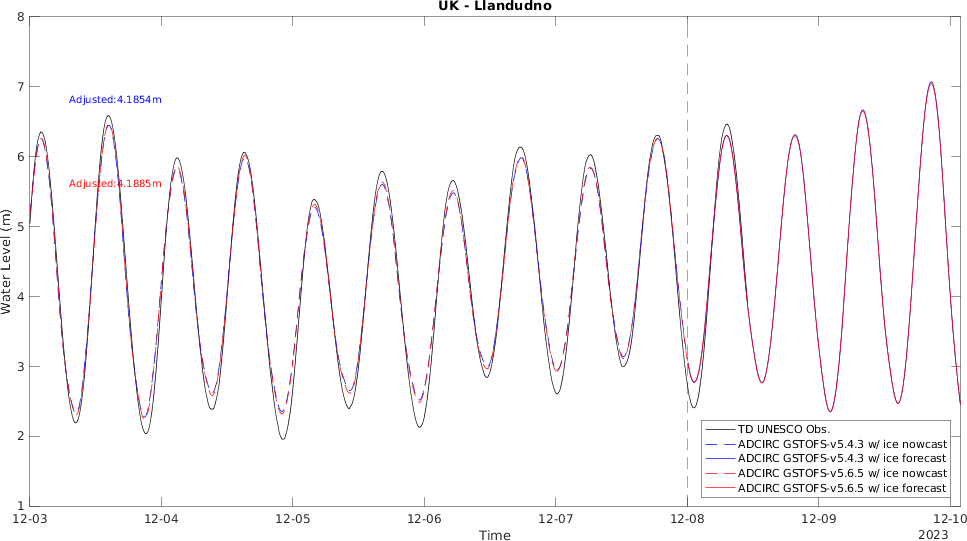 UK - Llandudno
8
7
6
5
4
3
2
1
Water Level (m)
Adjusted:4.1854m
Adjusted:4.1885m
TD UNESCO Obs.
ADCIRC GSTOFS-v5.4.3 w/ ice nowcast
ADCIRC GSTOFS-v5.4.3 w/ ice forecast
ADCIRC GSTOFS-v5.6.5 w/ ice nowcast
ADCIRC GSTOFS-v5.6.5 w/ ice forecast
12-03 12-04 12-05 12-06 12-07 12-08 12-09 12-10
Time
2023